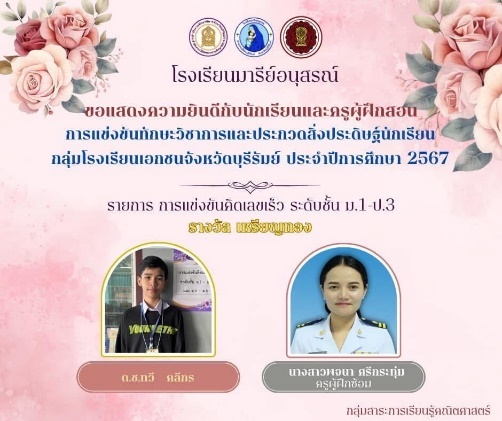 โรงเรียนมารีย์อนุสรณ์
ขอแสดงความยินดีกับนักเรียนและครูผู้ฝึกสอน
การแข่งขันทักษะวิชาการและประกวดสิ่งประดิษฐ์นักเรียน
กลุ่มโรงเรียนเอกชนจังหวัดบุรีรัมย์ ประจำปีการศึกษา 2567
รายการ การแข่งขันคิดเลขเร็ว ระดับชั้น ม.1-ป.3
รางวัล เหรียญทอง
ด.ช.ทวี คลีกร
นางสาวพจนา ศรีกระทุ่ม
ครูผู้ฝึกซ้อม
กลุ่มสาระการเรียนรู้คณิตศาสตร์